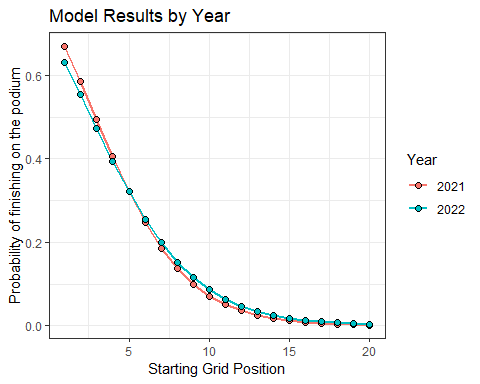 Model Results by Year
Probability of finishing on the podium
0.6
0.4
0.2
0.0
5
10
15
20
Starting Grid Position
Year
2021
2022